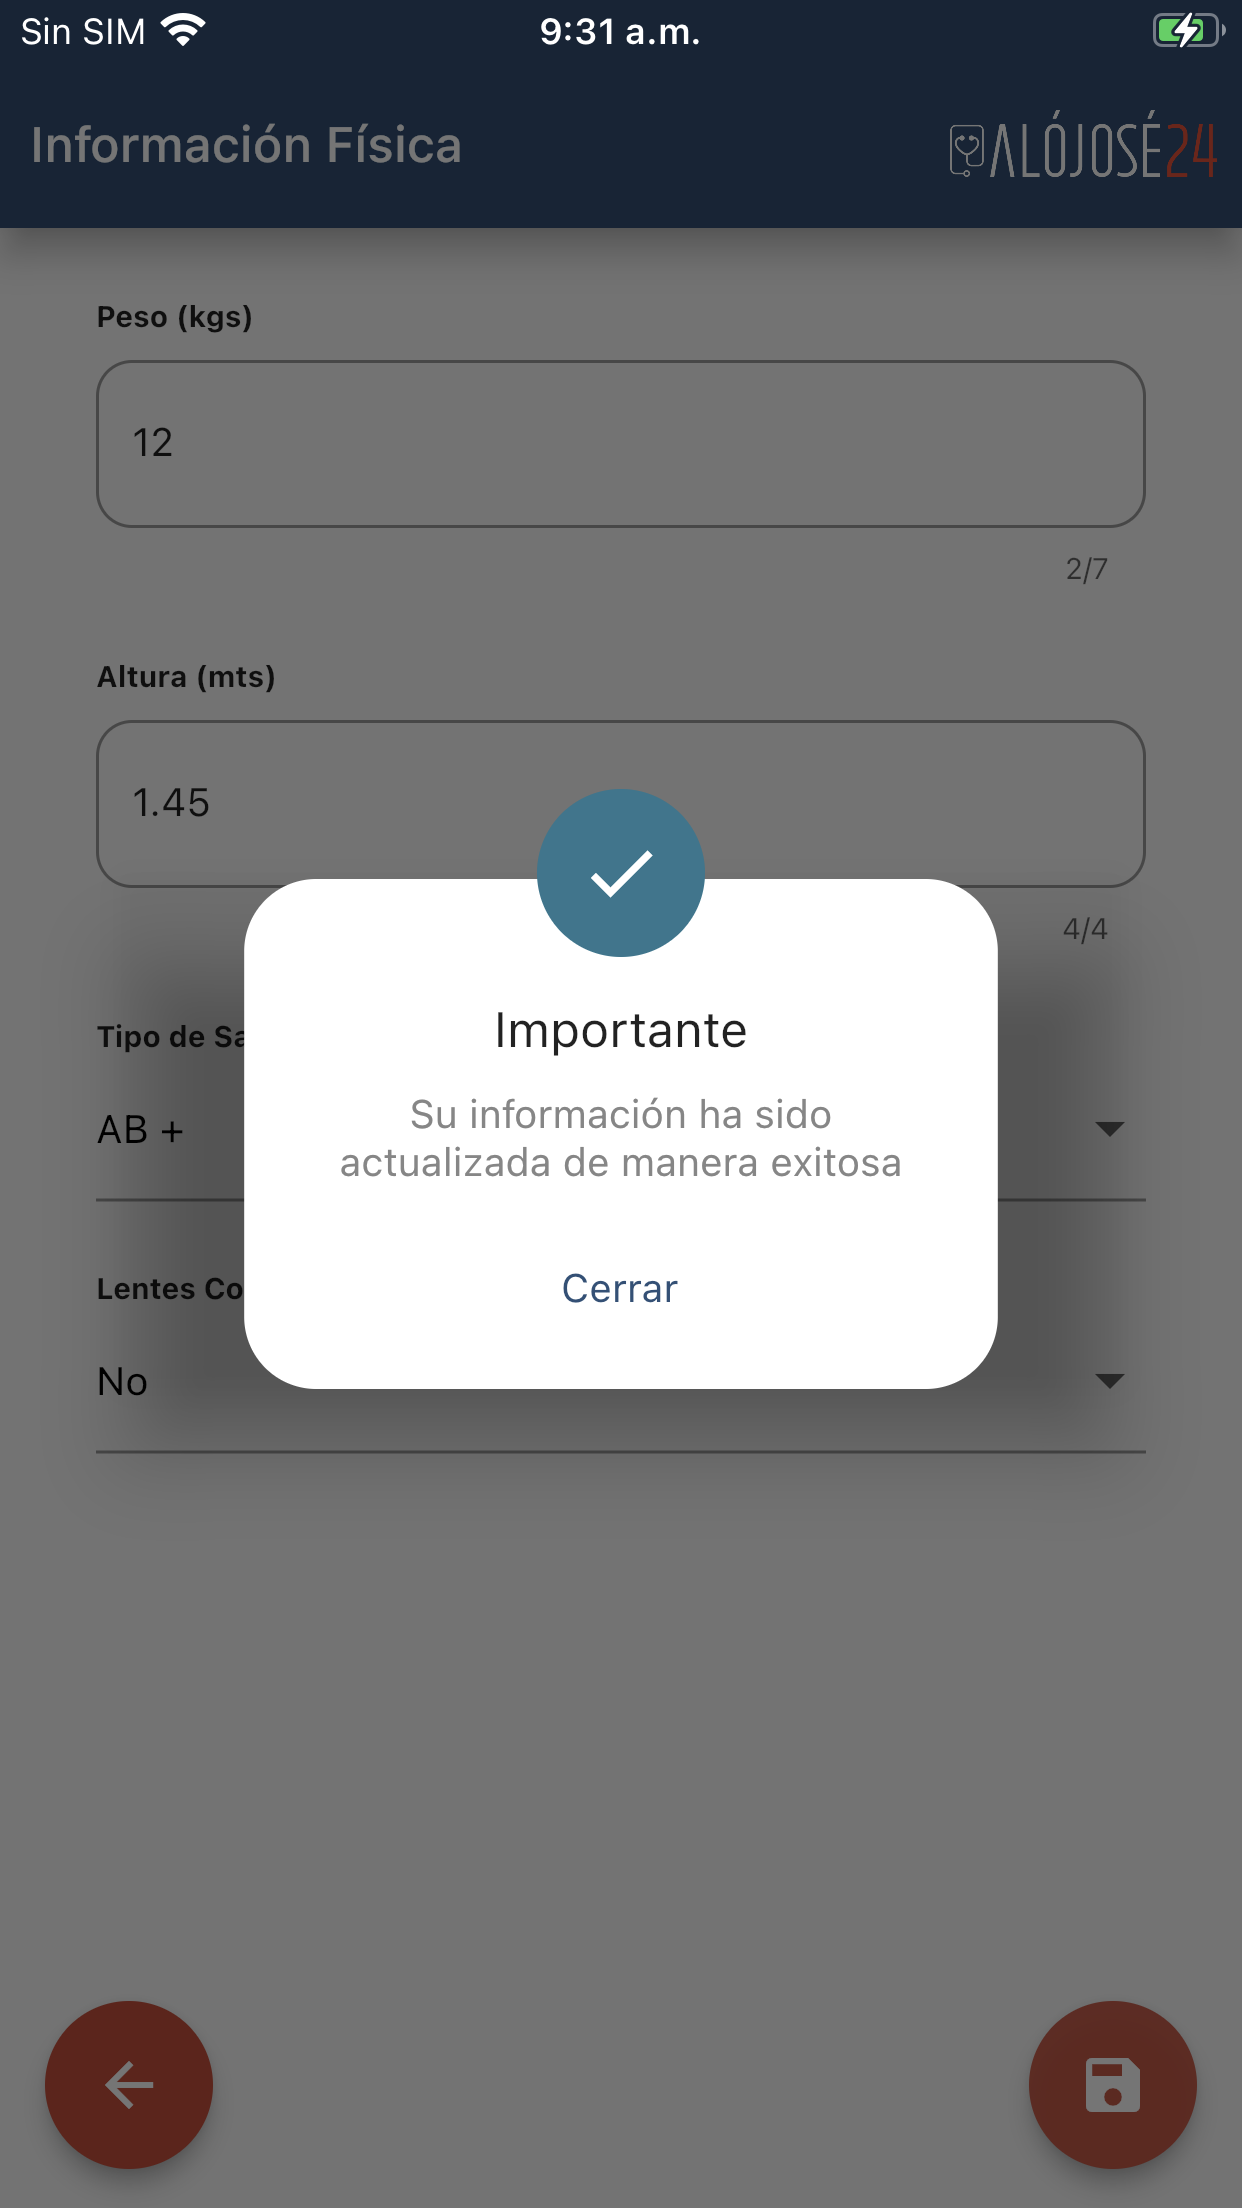 Sin SIM
9:31 a.m.
Información Física
ALÓJOSÉ24
Peso (kgs)
12
2/7
Altura (mts)
1.45
4/4
Tipo de Sa
AB +
Importante
Su información ha sido
actualizada de manera exitosa
Cerrar
Lentes Co
No